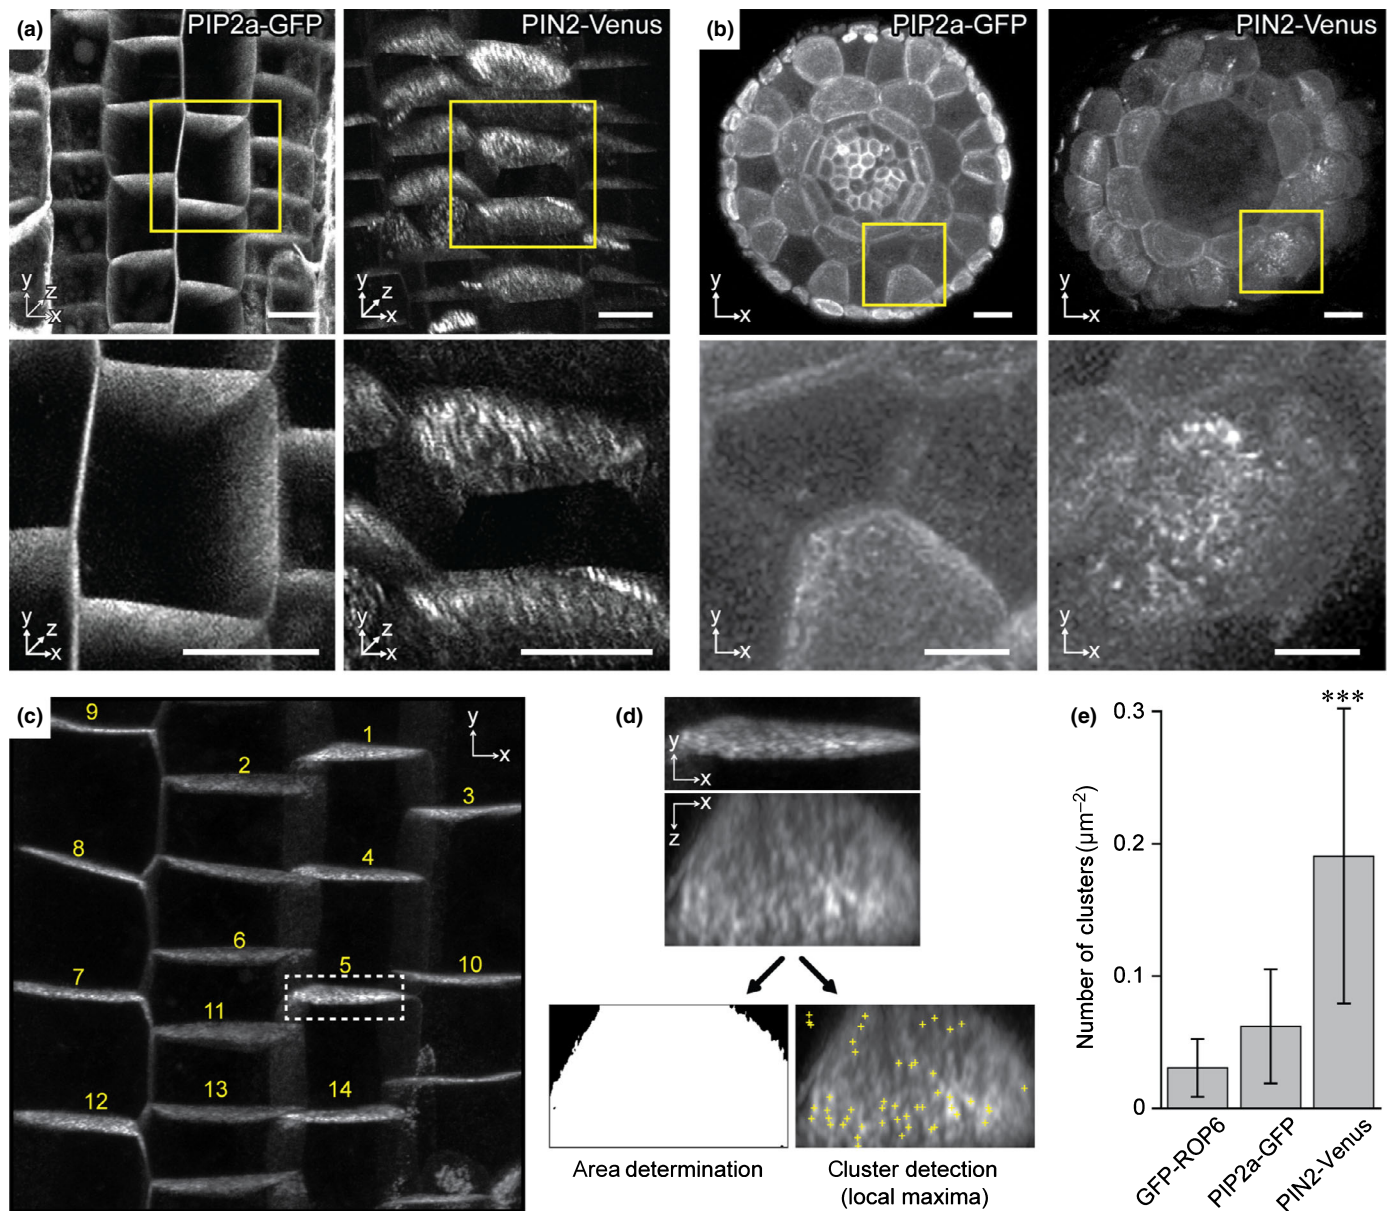 (a)
PIP2a-GFP
PIN2-Venus
(b)
PIP2a-GFP
PIN2-Venus
y
z
x
y
z
x
y
x
y
x
y
z
x
y
z
x
y
x
y
x
(c)
y
x
9
1
2
3
8
4
6
5
7
10
11
13
14
12
(d)
y
x
x
z
Area determination
Cluster detection
(local maxima)
(e)
***
0.3
0.2
0.1
0
Number of clusters (μm⁻²)
GFP-ROP6
PIP2a-GFP
PIN2-Venus